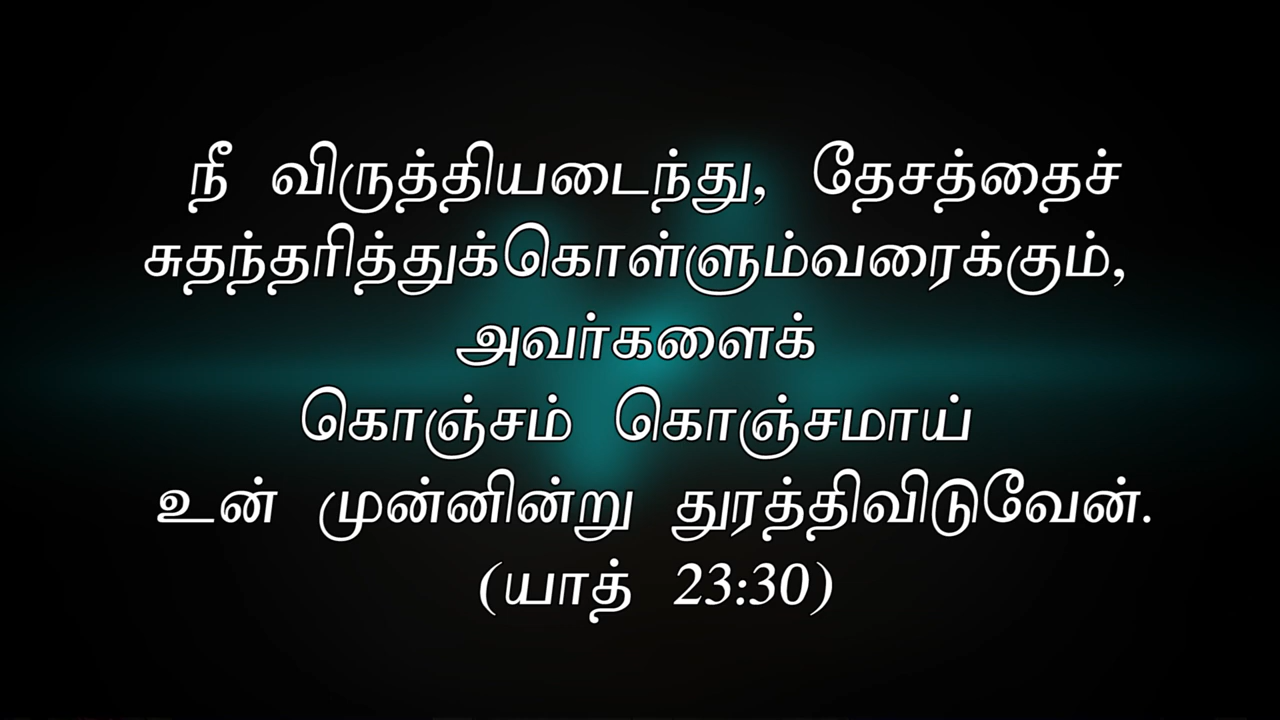 நீ விருத்தியடைந்து, தேசத்தைச்
சுதந்தரித்துக்கொள்ளும்வரைக்கும்,
அவர்களைக்
கொஞ்சம் கொஞ்சமாய்
உன் முன்னின்று துரத்திவிடுவேன்.
(யாத் 23:30)